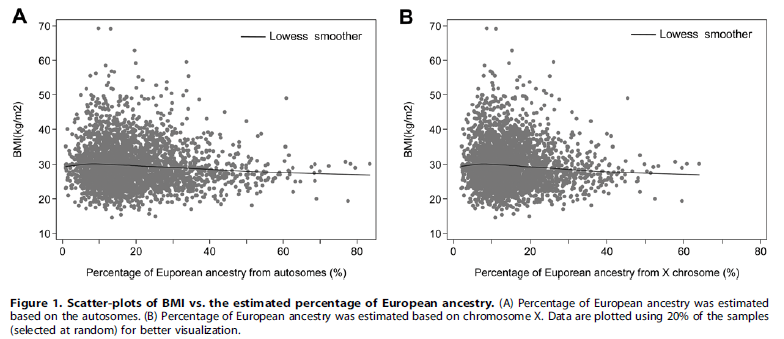 A
70
60
50
40
30
20
10
BMI(kg/m2)
Lowess smoother
0
20
40
60
80
Percentage of Euporean ancestry from autosomes (%)
B
70
60
50
40
30
20
10
BMI(kg/m2)
Lowess smoother
0
20
40
60
80
Percentage of Euporean ancestry from X chrosome (%)
Figure 1. Scatter-plots of BMI vs. the estimated percentage of European ancestry. (A) Percentage of European ancestry was estimated
based on the autosomes. (B) Percentage of European ancestry was estimated based on chromosome X. Data are plotted using 20% of the samples
(selected at random) for better visualization.